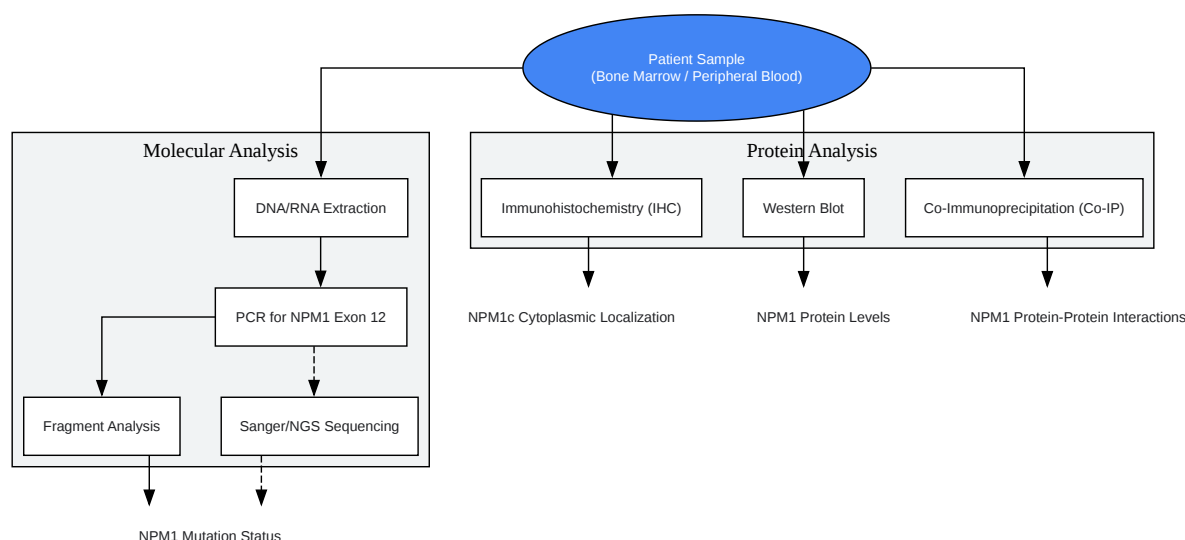 Patient Sample
(Bone Marrow / Peripheral Blood)
Molecular Analysis
DNA/RNA Extraction
PCR for NPM1 Exon 12
Fragment Analysis
Sanger/NGS Sequencing
NPM1 Mutation Status
Protein Analysis
Immunohistochemistry (IHC)
Western Blot
Co-Immunoprecipitation (Co-IP)
NPM1c Cytoplasmic Localization
NPM1 Protein Levels
NPM1 Protein-Protein Interactions